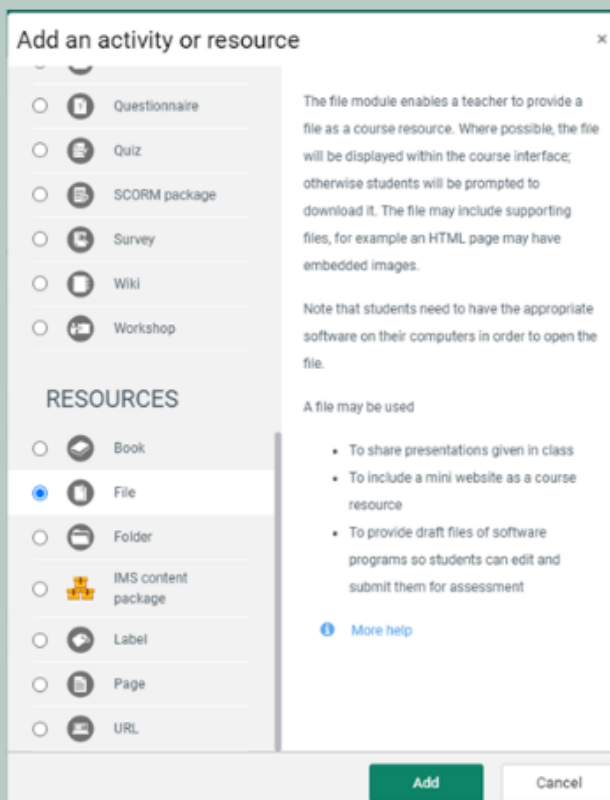 Add an activity or resource
×
Questionnaire
Quiz
SCORM package
Survey
Wiki
Workshop
RESOURCES
Book
File
Folder
IMS content
package
Label
Page
URL
The file module enables a teacher to provide a
file as a course resource. Where possible, the file
will be displayed within the course interface;
otherwise students will be prompted to
download it. The file may include supporting
files, for example an HTML page may have
embedded images.
Note that students need to have the appropriate
software on their computers in order to open the
file.
A file may be used
• To share presentations given in class
• To include a mini website as a course
resource
• To provide draft files of software
programs so students can edit and
submit them for assessment
More help
Add
Cancel